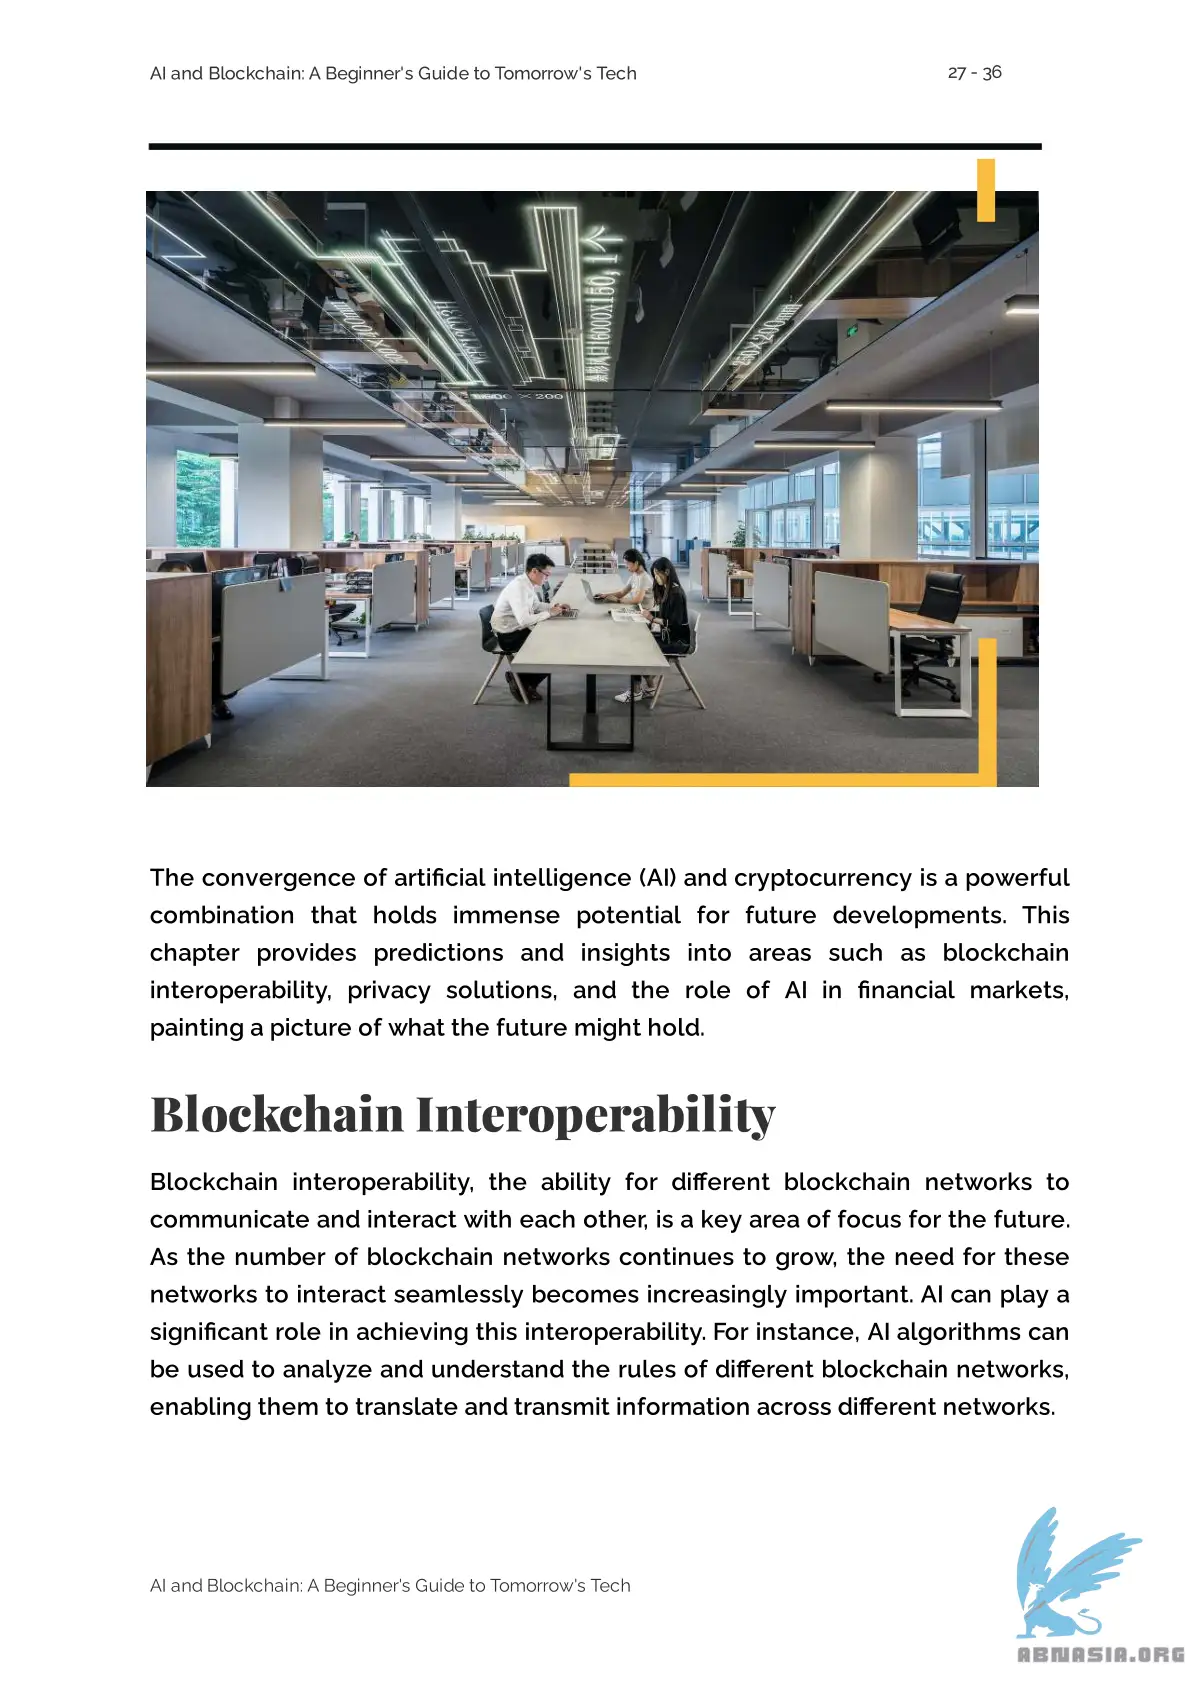 AI and Blockchain: A Beginner's Guide to Tomorrow's Tech
27 - 36
The convergence of artificial intelligence (AI) and cryptocurrency is a powerful
combination that holds immense potential for future developments. This
chapter provides predictions and insights into areas such as blockchain
interoperability, privacy solutions, and the role of AI in financial markets,
painting a picture of what the future might hold.
Blockchain Interoperability
Blockchain interoperability, the ability for different blockchain networks to
communicate and interact with each other, is a key area of focus for the future.
As the number of blockchain networks continues to grow, the need for these
networks to interact seamlessly becomes increasingly important. AI can play a
significant role in achieving this interoperability. For instance, AI algorithms can
be used to analyze and understand the rules of different blockchain networks,
enabling them to translate and transmit information across different networks.
AI and Blockchain: A Beginner's Guide to Tomorrow's Tech
ABNASIA.ORG